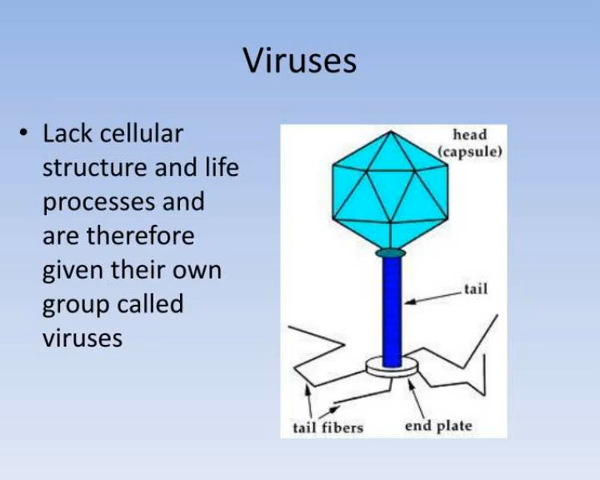 Viruses
• Lack cellular
structure and life
processes and
are therefore
given their own
group called
viruses
head
(capsule)
tail
tail fibers
end plate